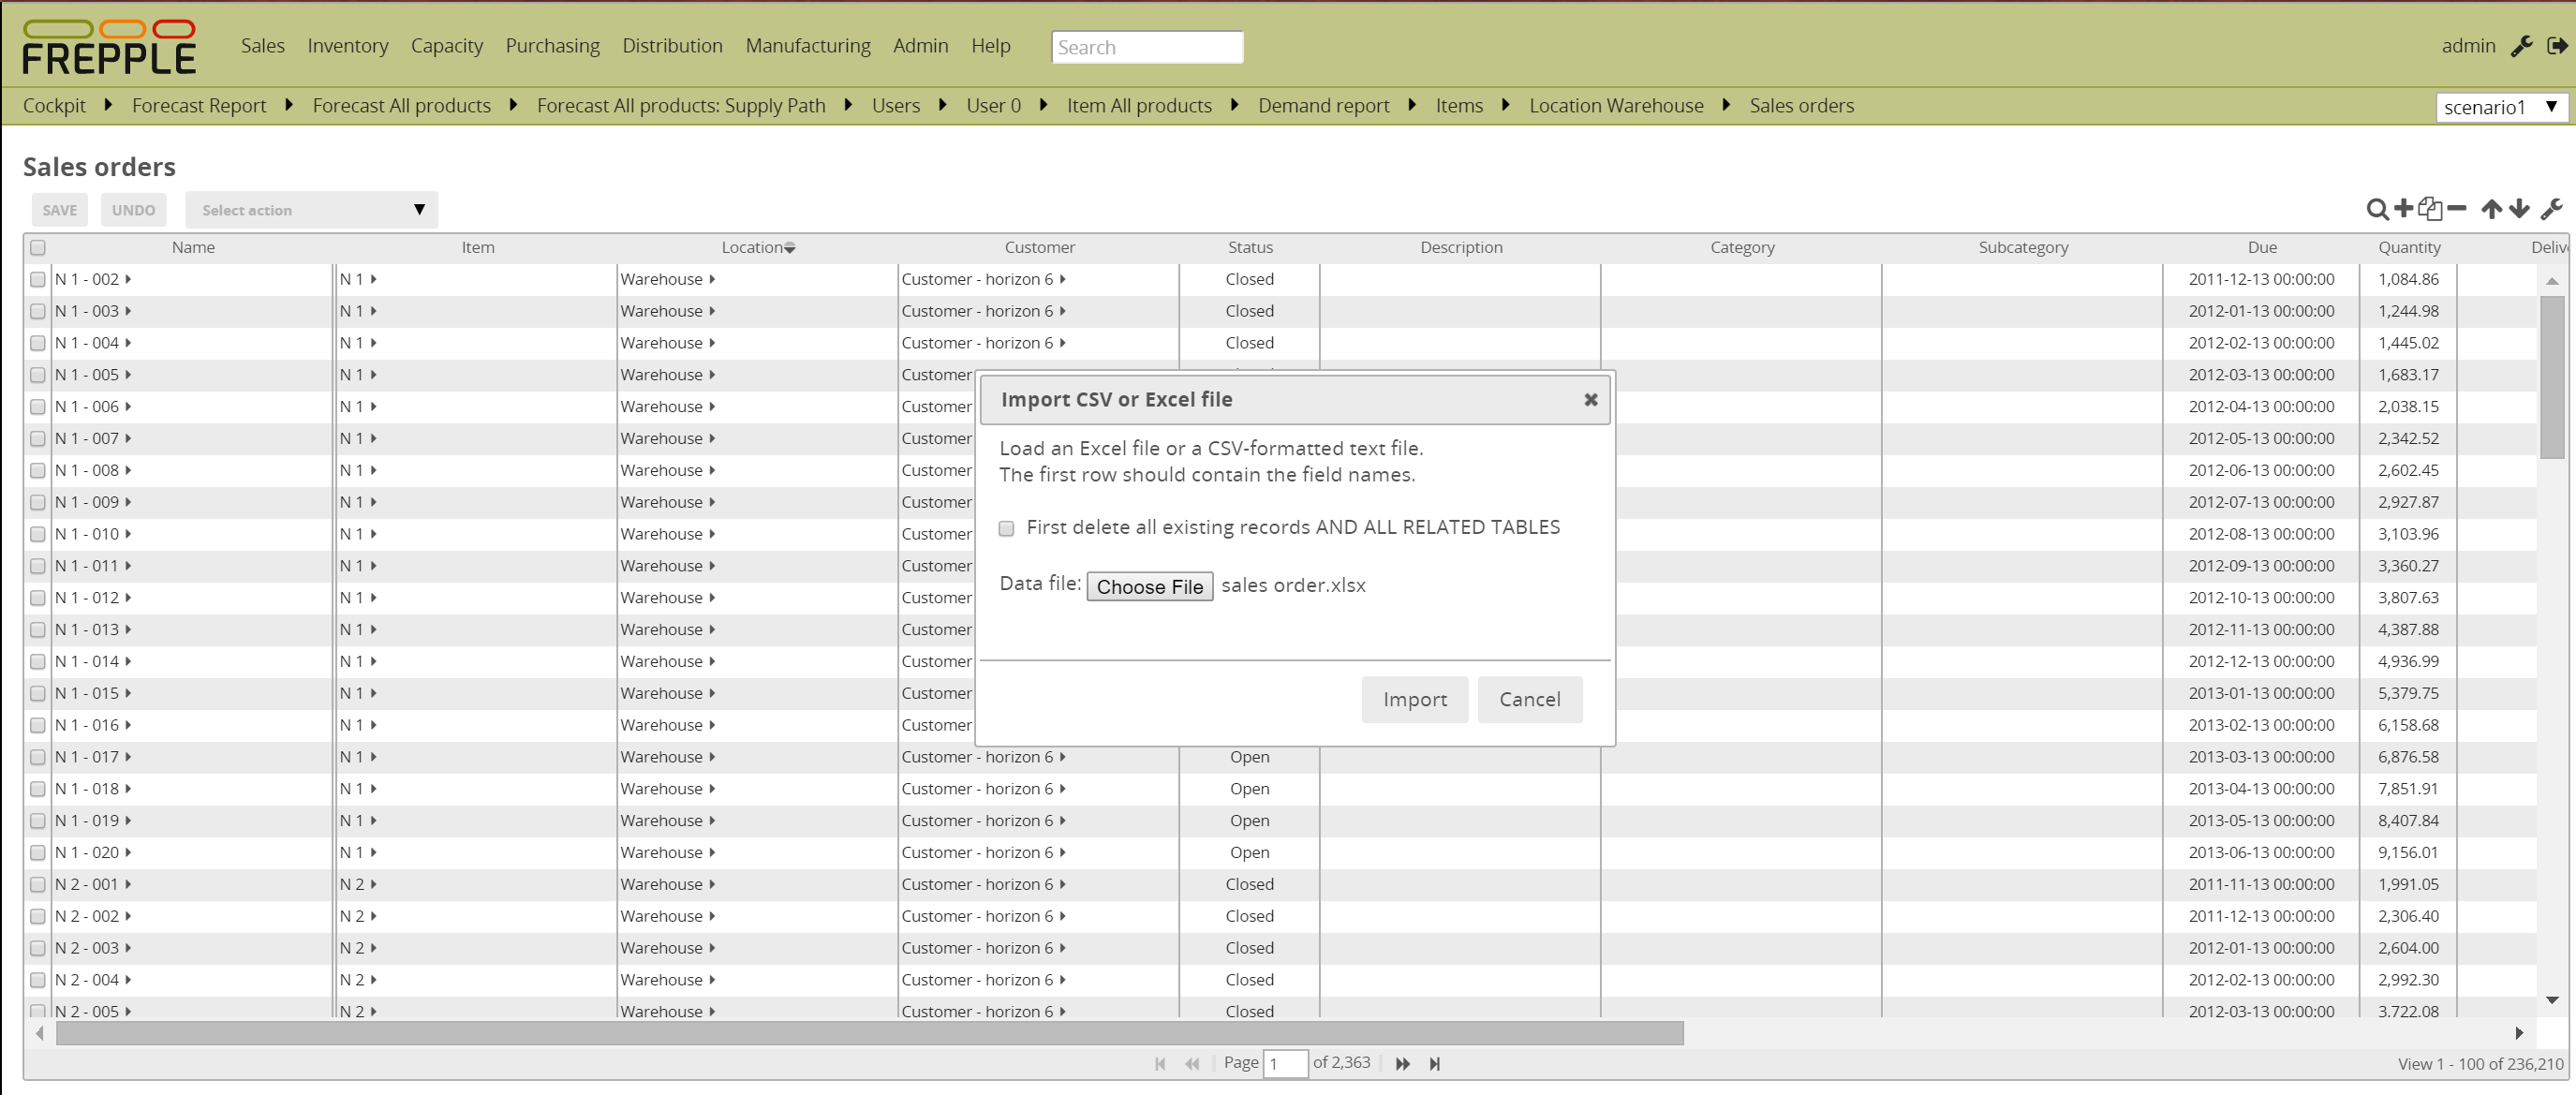 FREPPLE Sales Inventory Capacity Purchasing Distribution Manufacturing Admin Help Search admin
Cockpit Forecast Report Forecast All products Forecast All products: Supply Path Users User 0 Item All products Demand report Items Location Warehouse Sales orders scenario1
Sales orders
SAVE UNDO Select action
Name Item Location Customer Status Description Category Subcategory Due Quantity Delive
N 1 - 002 N 1 Warehouse Customer - horizon 6 Closed 2011-12-13 00:00:00 1,084.86
N 1 - 003 N 1 Warehouse Customer - horizon 6 Closed 2012-01-13 00:00:00 1,244.98
N 1 - 004 N 1 Warehouse Customer - horizon 6 Closed 2012-02-13 00:00:00 1,445.02
N 1 - 005 N 1 Warehouse Customer 2012-03-13 00:00:00 1,683.17
N 1 - 006 N 1 Warehouse Customer 2012-04-13 00:00:00 2,038.15
N 1 - 007 N 1 Warehouse Customer 2012-05-13 00:00:00 2,342.52
N 1 - 008 N 1 Warehouse Customer 2012-06-13 00:00:00 2,602.45
N 1 - 009 N 1 Warehouse Customer 2012-07-13 00:00:00 2,927.87
N 1 - 010 N 1 Warehouse Customer 2012-08-13 00:00:00 3,103.96
N 1 - 011 N 1 Warehouse Customer 2012-09-13 00:00:00 3,360.27
N 1 - 012 N 1 Warehouse Customer 2012-10-13 00:00:00 3,807.63
N 1 - 013 N 1 Warehouse Customer 2012-11-13 00:00:00 4,387.88
N 1 - 014 N 1 Warehouse Customer 2012-12-13 00:00:00 4,936.99
N 1 - 015 N 1 Warehouse Customer 2013-01-13 00:00:00 5,379.75
N 1 - 016 N 1 Warehouse Customer 2013-02-13 00:00:00 6,158.68
N 1 - 017 N 1 Warehouse Customer - horizon 6 Open 2013-03-13 00:00:00 6,876.58
N 1 - 018 N 1 Warehouse Customer - horizon 6 Open 2013-04-13 00:00:00 7,851.91
N 1 - 019 N 1 Warehouse Customer - horizon 6 Open 2013-05-13 00:00:00 8,407.84
N 1 - 020 N 1 Warehouse Customer - horizon 6 Open 2013-06-13 00:00:00 9,156.01
N 2 - 001 N 2 Warehouse Customer - horizon 6 Closed 2011-11-13 00:00:00 1,991.05
N 2 - 002 N 2 Warehouse Customer - horizon 6 Closed 2011-12-13 00:00:00 2,306.40
N 2 - 003 N 2 Warehouse Customer - horizon 6 Closed 2012-01-13 00:00:00 2,604.00
N 2 - 004 N 2 Warehouse Customer - horizon 6 Closed 2012-02-13 00:00:00 2,992.30
N 2 - 005 N 2 Warehouse Customer - horizon 6 Closed 2012-03-13 00:00:00 3,722.08
Import CSV or Excel file
Load an Excel file or a CSV-formatted text file.
The first row should contain the field names.
First delete all existing records AND ALL RELATED TABLES
Data file: Choose File sales order.xlsx
Import Cancel
Page 1 of 2,363 View 1 - 100 of 236,210